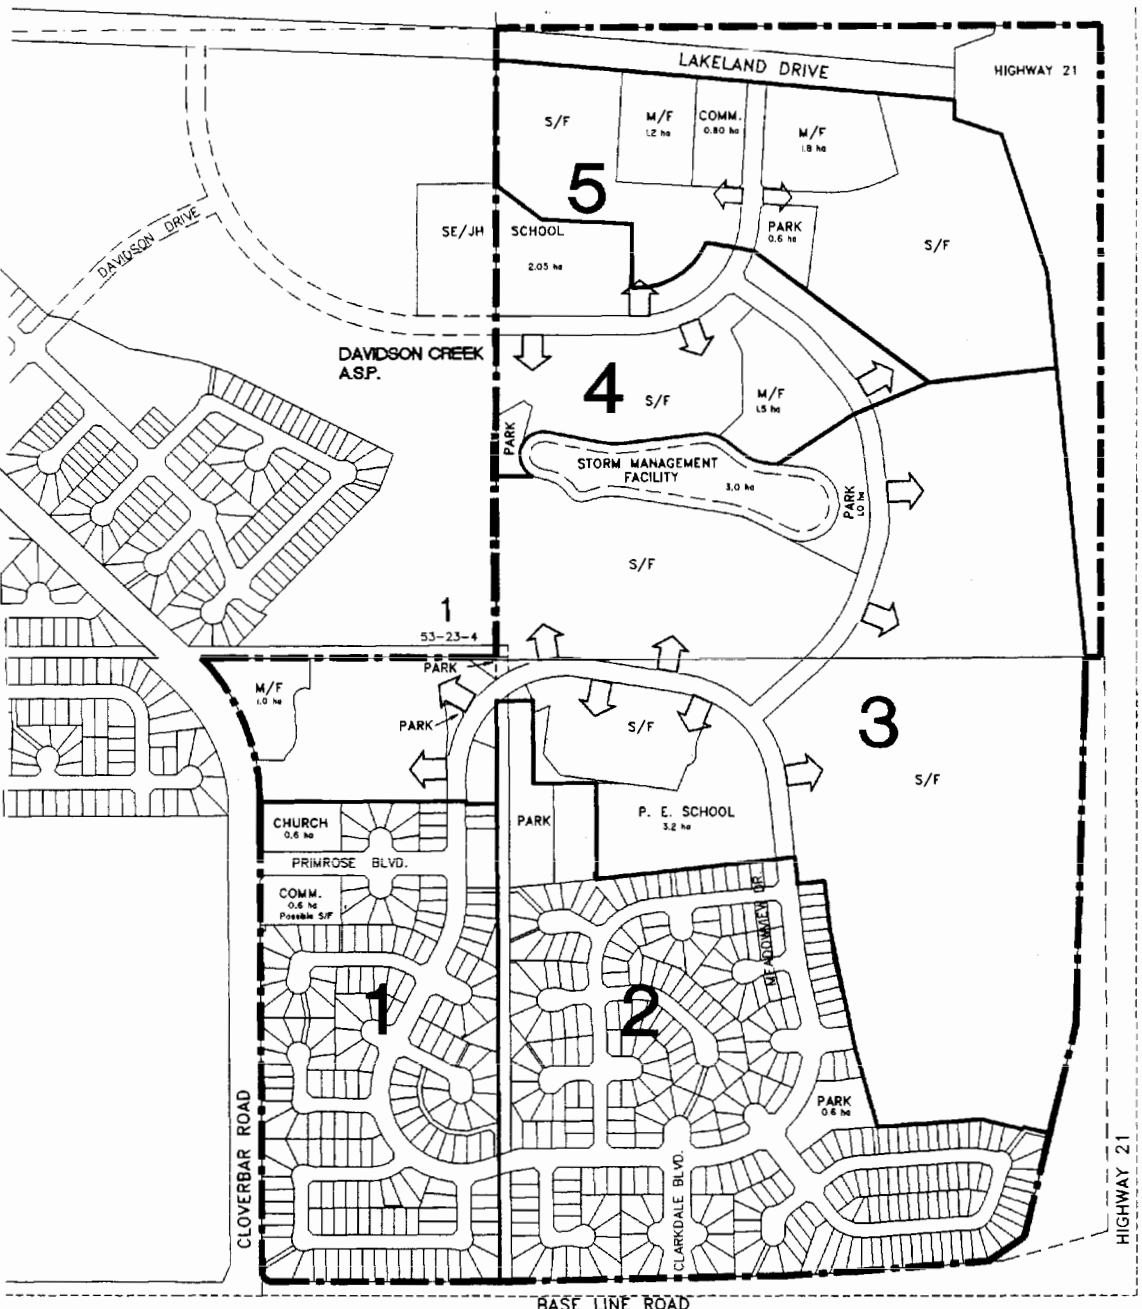 LAKELAND DRIVE
HIGHWAY 21
S/F
M/F
1.2 ha
COMM.
0.80 ha
M/F
1.8 ha
5
DAVIDSON DRIVE
SE/JH SCHOOL
2.05 ha
PARK
0.6 ha
S/F
DAVIDSON CREEK
A.S.P.
4
S/F
M/F
1.5 ha
PARK
STORM MANAGEMENT
FACILITY
3.0 ha
PARK
1.0 ha
S/F
1
53-23-4
PARK
M/F
1.0 ha
PARK
S/F
3
S/F
CHURCH
0.6 ha
PARK
P. E. SCHOOL
3.2 ha
PRIMROSE BLVD.
COMM.
0.6 ha
Possible S/F
MEADOWVIEW DR.
1
2
PARK
0.6 ha
CLOVERBAR ROAD
CLARKDALE BLVD.
HIGHWAY 21
BASE LINE ROAD